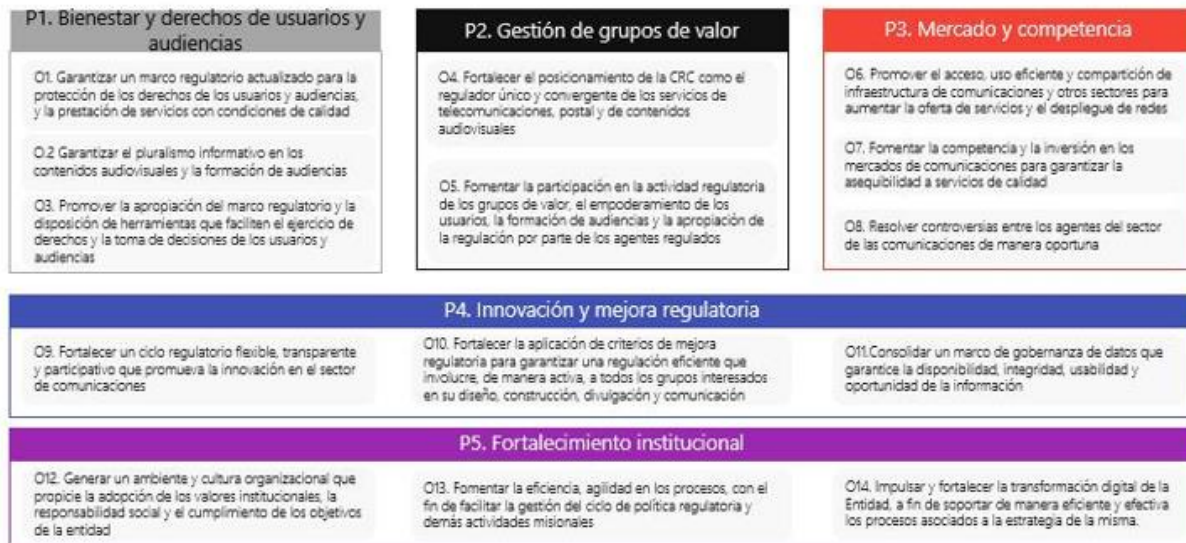 P1. Bienestar y derechos de usuarios y
audiencias
O1. Garantizar un marco regulatorio actualizado para la
protección de los derechos de los usuarios y audiencias,
y la prestación de servicios con condiciones de calidad
O.2 Garantizar el pluralismo informativo en los
contenidos audiovisuales y la formación de audiencias
O3. Promover la apropiación del marco regulatorio y la
disposición de herramientas que faciliten el ejercicio de
derechos y la toma de decisiones de los usuarios y
audiencias
P2. Gestión de grupos de valor
O4. Fortalecer el posicionamiento de la CRC como el
regulador único y convergente de los servicios de
telecomunicaciones, postal y de contenidos
audiovisuales
O5. Fomentar la participación en la actividad regulatoria
de los grupos de valor, el empoderamiento de los
usuarios, la formación de audiencias y la apropiación de
la regulación por parte de los agentes regulados
P3. Mercado y competencia
O6. Promover el acceso, uso eficiente y compartición de
infraestructura de comunicaciones y otros sectores para
aumentar la oferta de servicios y el despliegue de redes
O7. Fomentar la competencia y la inversión en los
mercados de comunicaciones para garantizar la
asequibilidad a servicios de calidad
O8. Resolver controversias entre los agentes del sector
de las comunicaciones de manera oportuna
P4. Innovación y mejora regulatoria
O9. Fortalecer un ciclo regulatorio flexible, transparente
y participativo que promueva la innovación en el sector
de comunicaciones
O10. Fortalecer la aplicación de criterios de mejora
regulatoria para garantizar una regulación eficiente que
involucre, de manera activa, a todos los grupos interesados
en su diseño, construcción, divulgación y comunicación
O11.Consolidar un marco de gobernanza de datos que
garantice la disponibilidad, integridad, usabilidad y
oportunidad de la información
P5. Fortalecimiento institucional
O12. Generar un ambiente y cultura organizacional que
propicie la adopción de los valores institucionales, la
responsabilidad social y el cumplimiento de los objetivos
de la entidad
O13. Fomentar la eficiencia, agilidad en los procesos, con el
fin de facilitar la gestión del ciclo de política regulatoria y
demás actividades misionales
O14. Impulsar y fortalecer la transformación digital de la
Entidad, a fin de soportar de manera eficiente y efectiva
los procesos asociados a la estrategia de la misma.